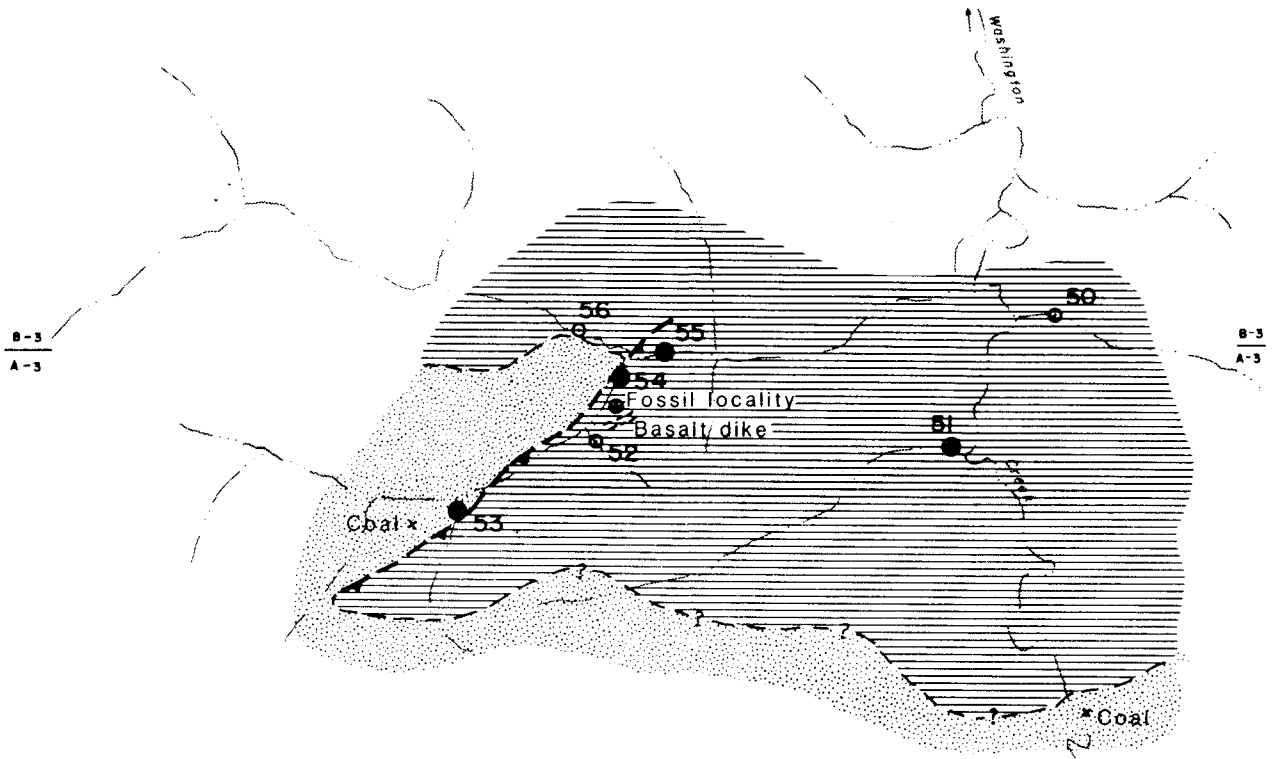 Washington
50
56
55
B-3
A-3
B-3
A-3
54
Fossil locality
Basalt dike
51
52
Creek
Coal x
53
?
?
?
?
x Coal